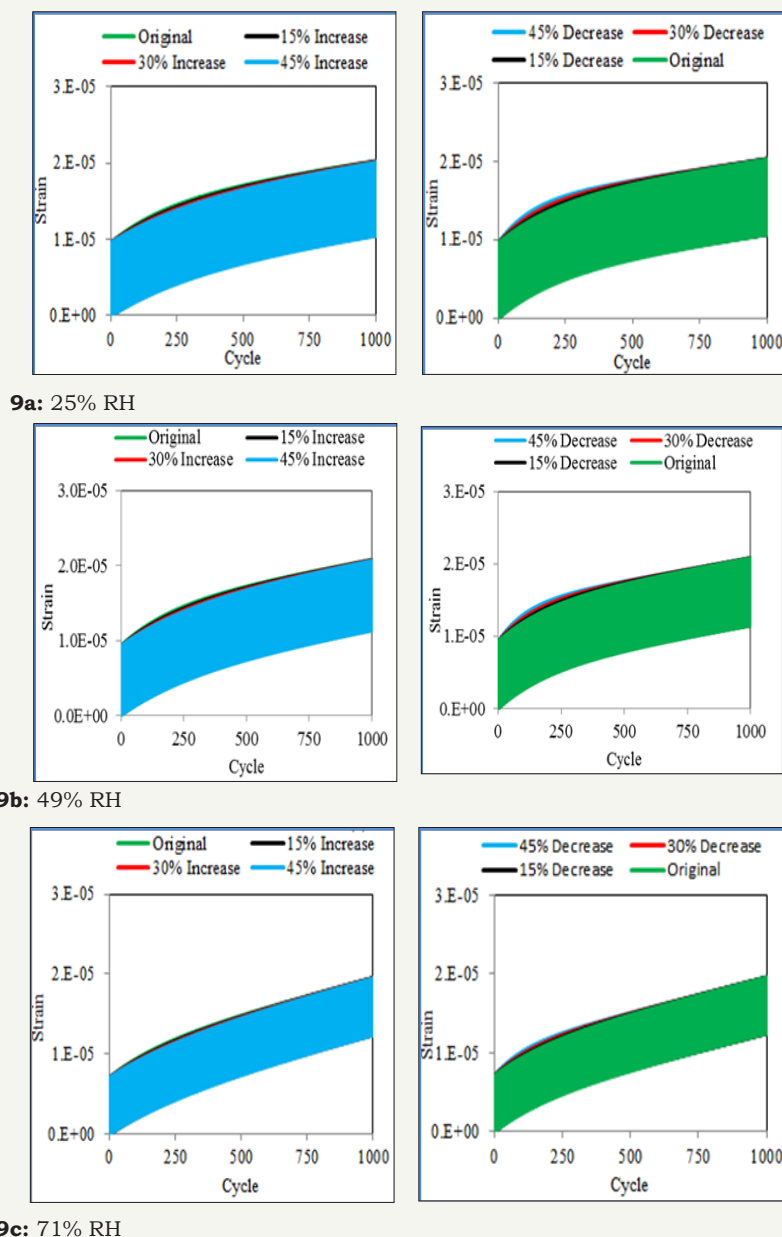 Original 15% Increase
30% Increase 45% Increase
3.E-05
2.E-05
1.E-05
0.E+00
Strain
0 250 500 750 1000
Cycle
45% Decrease 30% Decrease
15% Decrease Original
3.E-05
2.E-05
1.E-05
0.E+00
Strain
0 250 500 750 1000
Cycle
9a: 25% RH
Original 15% Increase
30% Increase 45% Increase
3.0E-05
2.0E-05
1.0E-05
0.0E+00
Strain
0 250 500 750 1000
Cycle
45% Decrease 30% Decrease
15% Decrease Original
3.E-05
2.E-05
1.E-05
0.E+00
Strain
0 250 500 750 1000
Cycle
9b: 49% RH
Original 15% Increase
30% Increase 45% Increase
3.E-05
2.E-05
1.E-05
0.E+00
Strain
0 250 500 750 1000
Cycle
45% Decrease 30% Decrease
15% Decrease Original
3.E-05
2.E-05
1.E-05
0.E+00
Strain
0 250 500 750 1000
Cycle
9c: 71% RH